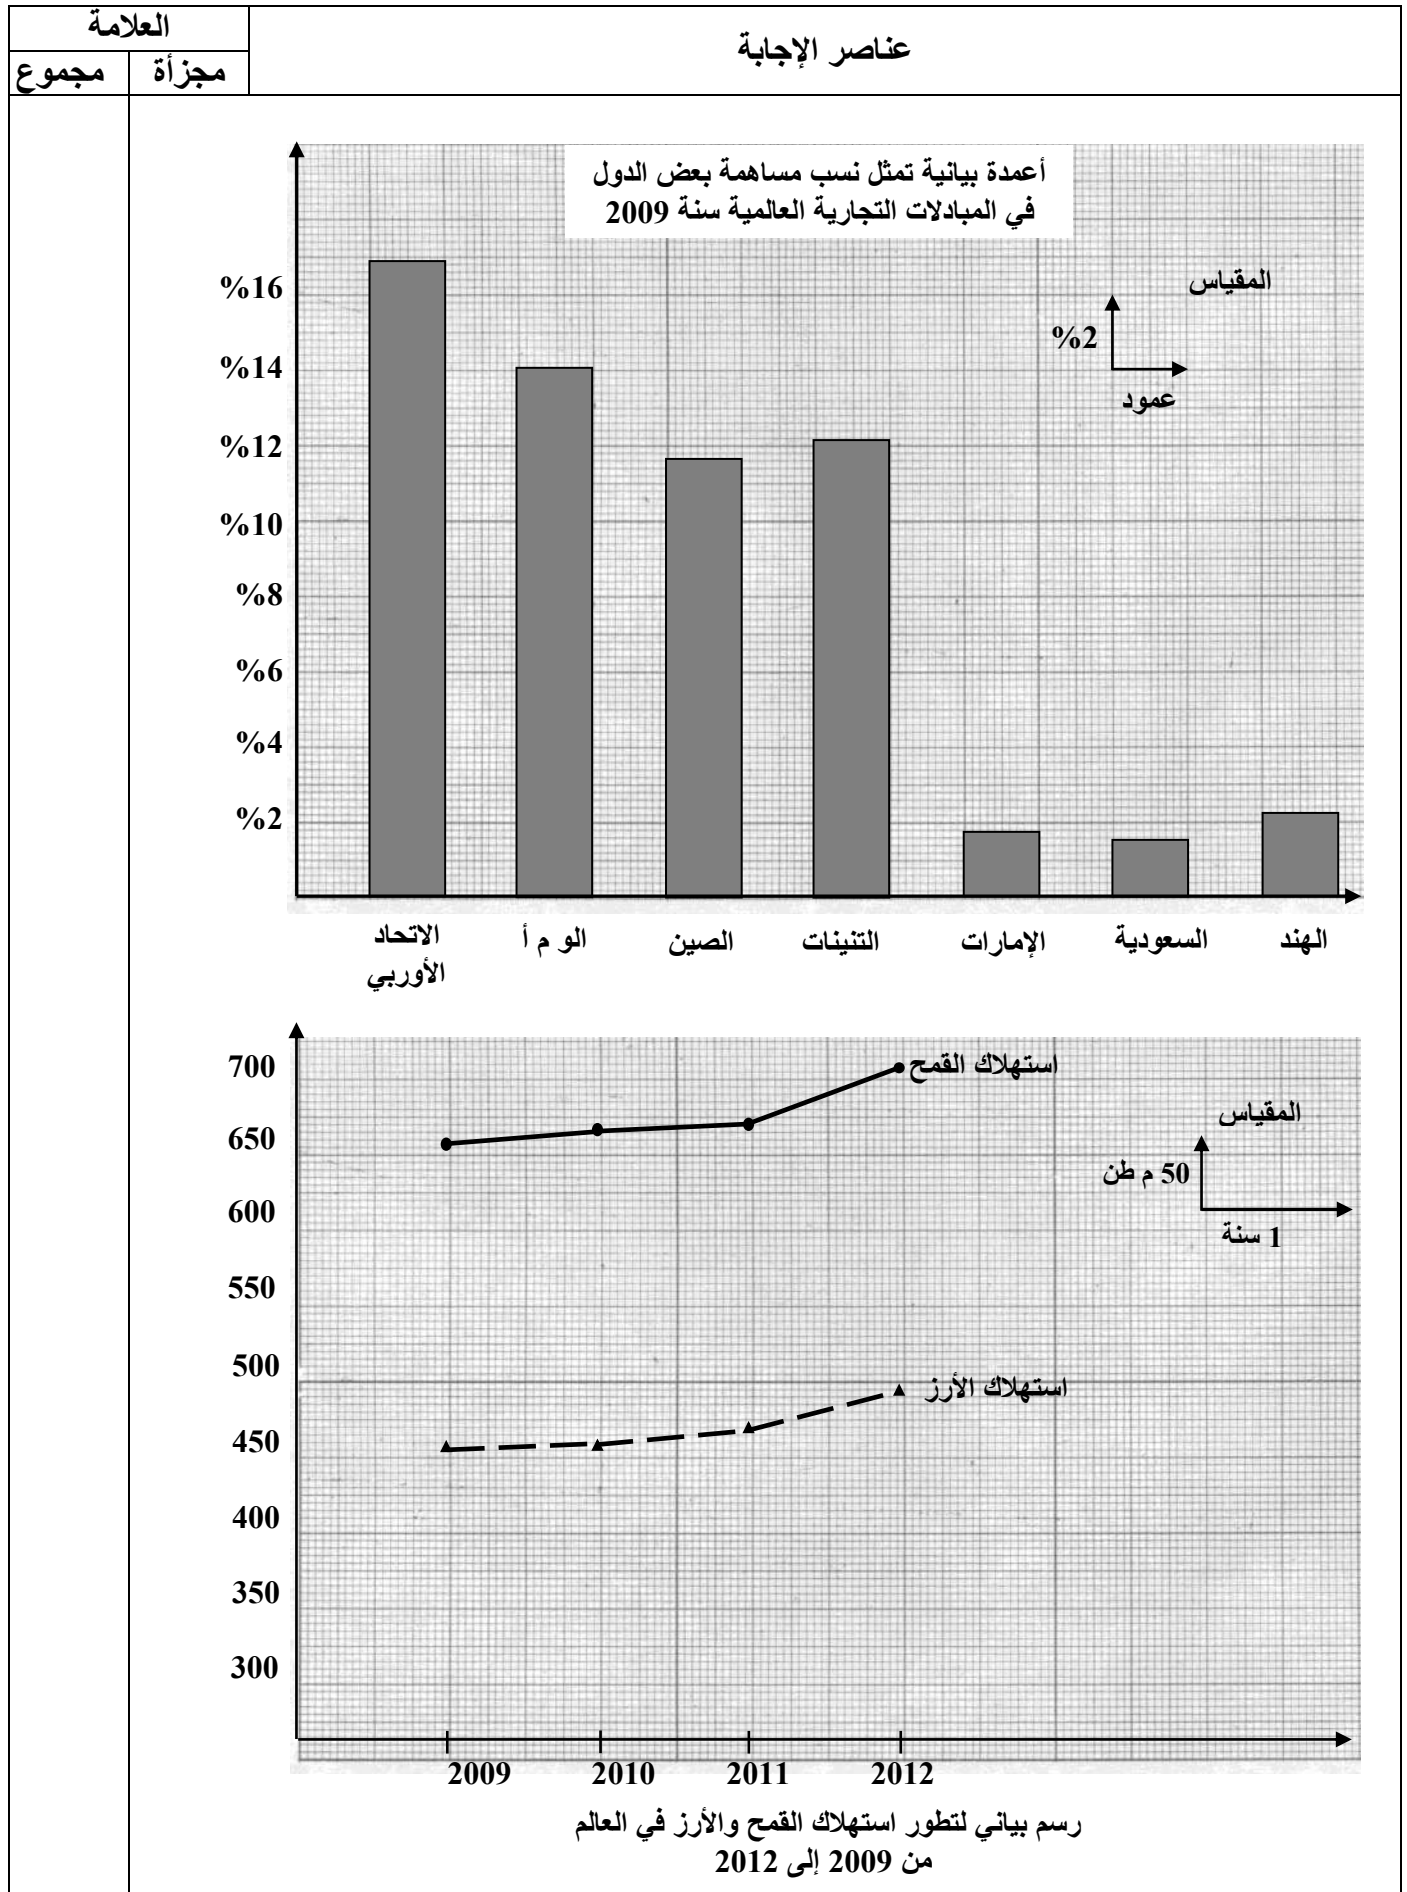 العلامة
عناصر الإجابة
مجزأة
مجموع
أعمدة بيانية تمثل نسب مساهمة بعض الدول
في المبادلات التجارية العالمية سنة 2009
المقياس
%2
عمود
%16
%14
%12
%10
%8
%6
%4
%2
الاتحاد
الأوربي
الو م أ
الصين
التنينات
الإمارات
السعودية
الهند
استهلاك القمح
المقياس
50 م طن
1 سنة
استهلاك الأرز
700
650
600
550
500
450
400
350
300
2009 2010 2011 2012
رسم بياني لتطور استهلاك القمح والأرز في العالم
من 2009 إلى 2012